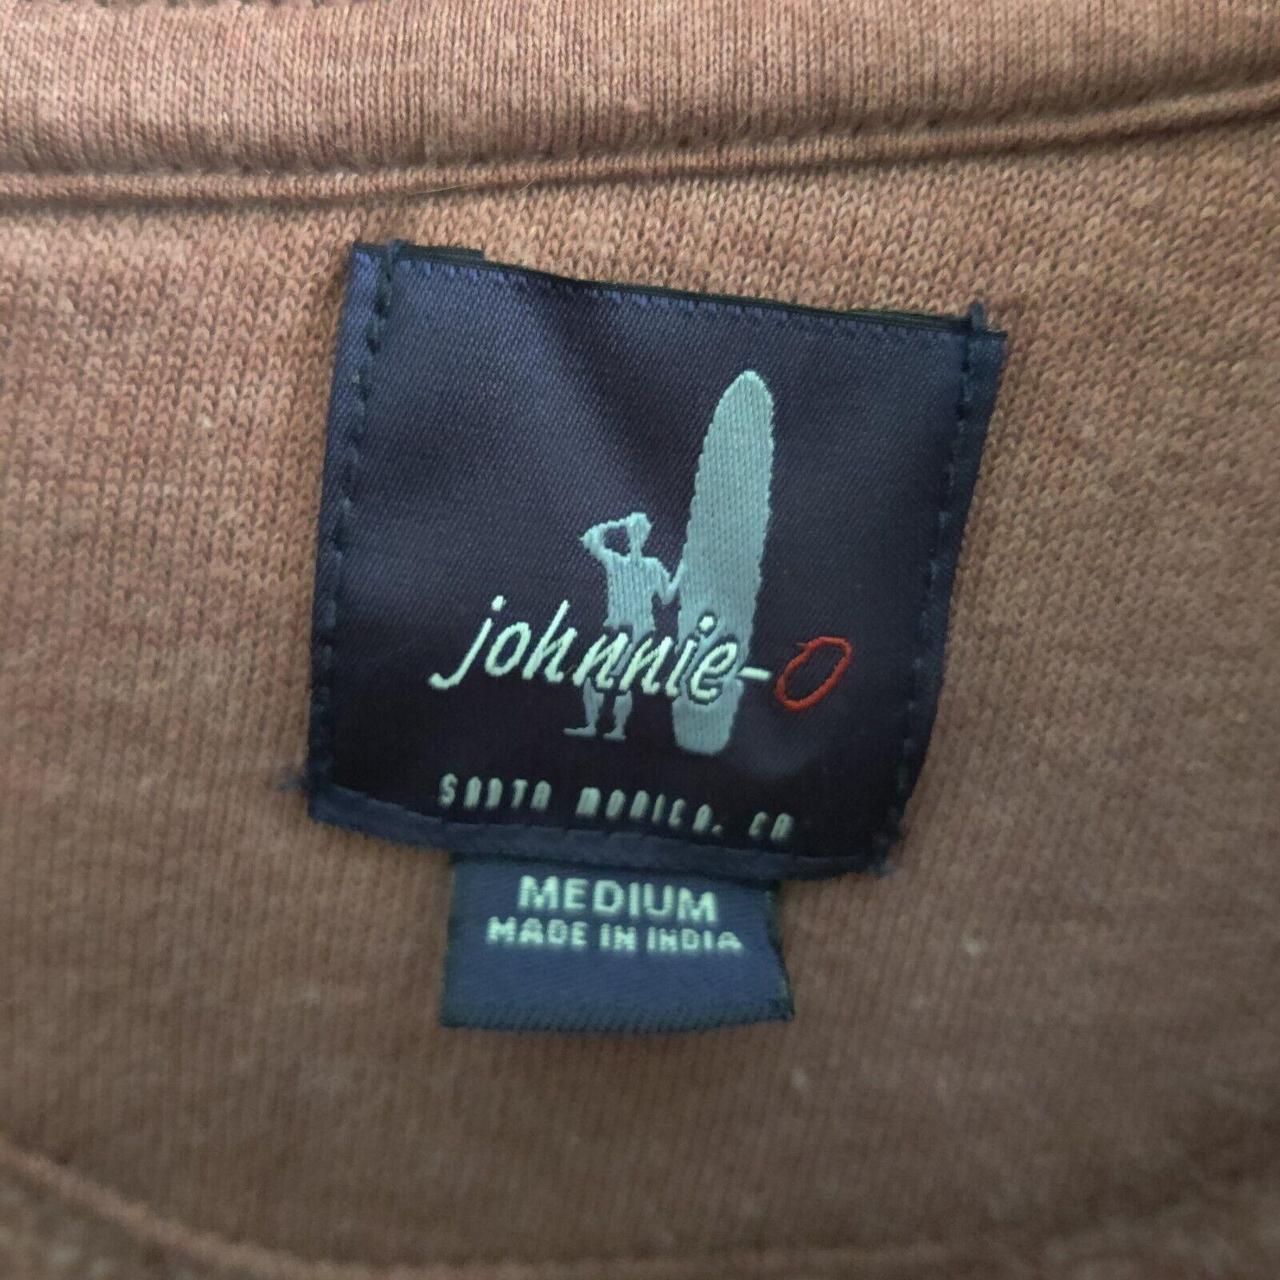 johnnie-O
SANTA MONICA, CA
MEDIUM
MADE IN INDIA